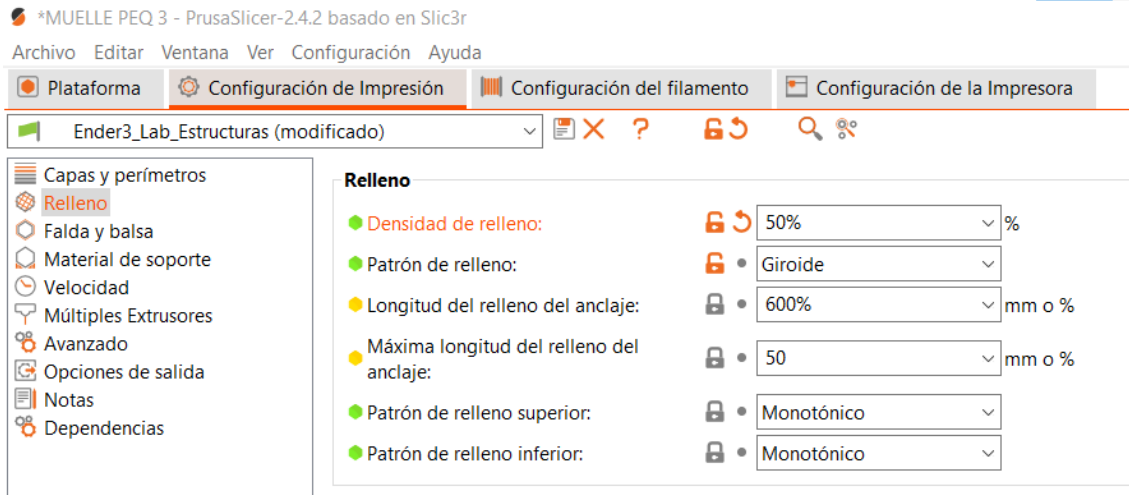 *MUELLE PEQ 3 - PrusaSlicer-2.4.2 basado en Slic3r
Archivo Editar Ventana Ver Configuración Ayuda
Plataforma Configuración de Impresión Configuración del filamento Configuración de la Impresora
Ender3_Lab_Estructuras (modificado)
Capas y perímetros
Relleno
Falda y balsa
Material de soporte
Velocidad
Múltiples Extrusores
Avanzado
Opciones de salida
Notas
Dependencias
Relleno
Densidad de relleno: 50% %
Patrón de relleno: Giroide
Longitud del relleno del anclaje: 600% mm o %
Máxima longitud del relleno del
anclaje: 50 mm o %
Patrón de relleno superior: Monotónico
Patrón de relleno inferior: Monotónico